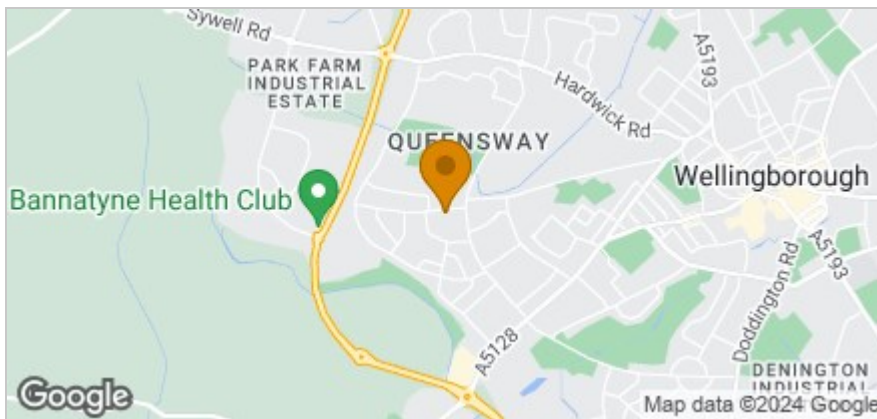 Sywell Rd
A5193
PARK FARM
INDUSTRIAL
ESTATE
Hardwick Rd
QUEENSWAY
Wellingborough
Bannatyne Health Club
A5193
Doddington Rd
A5128
DENINGTON
INDUSTRIAL
Google
Map data ©2024 Google